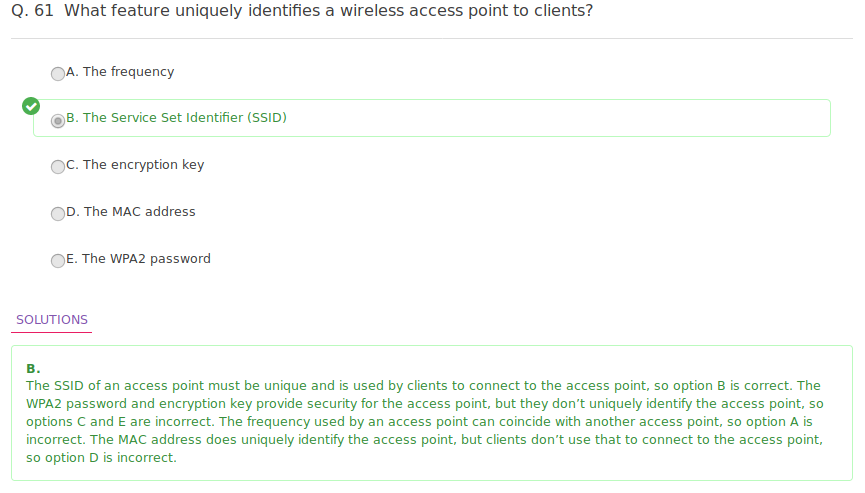 Q. 61 What feature uniquely identifies a wireless access point to clients?
A. The frequency
B. The Service Set Identifier (SSID)
C. The encryption key
D. The MAC address
E. The WPA2 password
SOLUTIONS
B.
The SSID of an access point must be unique and is used by clients to connect to the access point, so option B is correct. The
WPA2 password and encryption key provide security for the access point, but they don’t uniquely identify the access point, so
options C and E are incorrect. The frequency used by an access point can coincide with another access point, so option A is
incorrect. The MAC address does uniquely identify the access point, but clients don’t use that to connect to the access point,
so option D is incorrect.